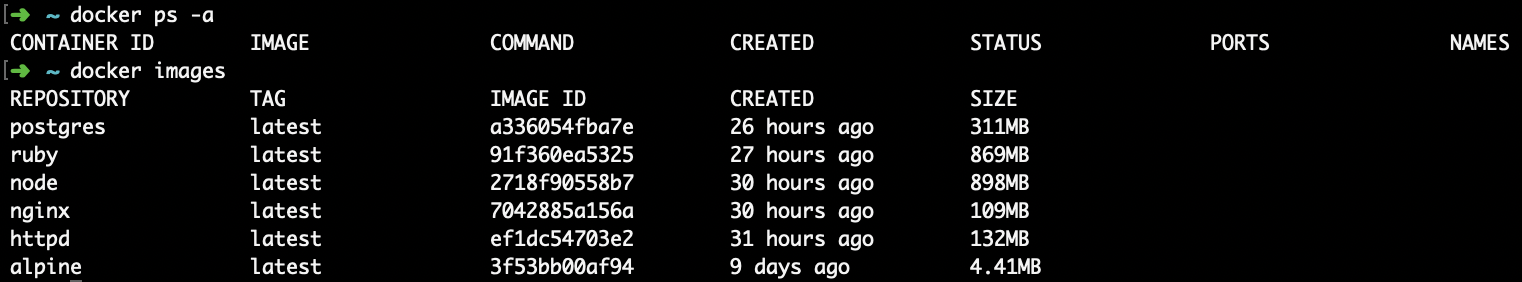 [➜ ~ docker ps -a
CONTAINER ID IMAGE COMMAND CREATED STATUS PORTS NAMES
[➜ ~ docker images
REPOSITORY TAG IMAGE ID CREATED SIZE
postgres latest a336054fba7e 26 hours ago 311MB
ruby latest 91f360ea5325 27 hours ago 869MB
node latest 2718f90558b7 30 hours ago 898MB
nginx latest 7042885a156a 30 hours ago 109MB
httpd latest ef1dc54703e2 31 hours ago 132MB
alpine latest 3f53bb00af94 9 days ago 4.41MB